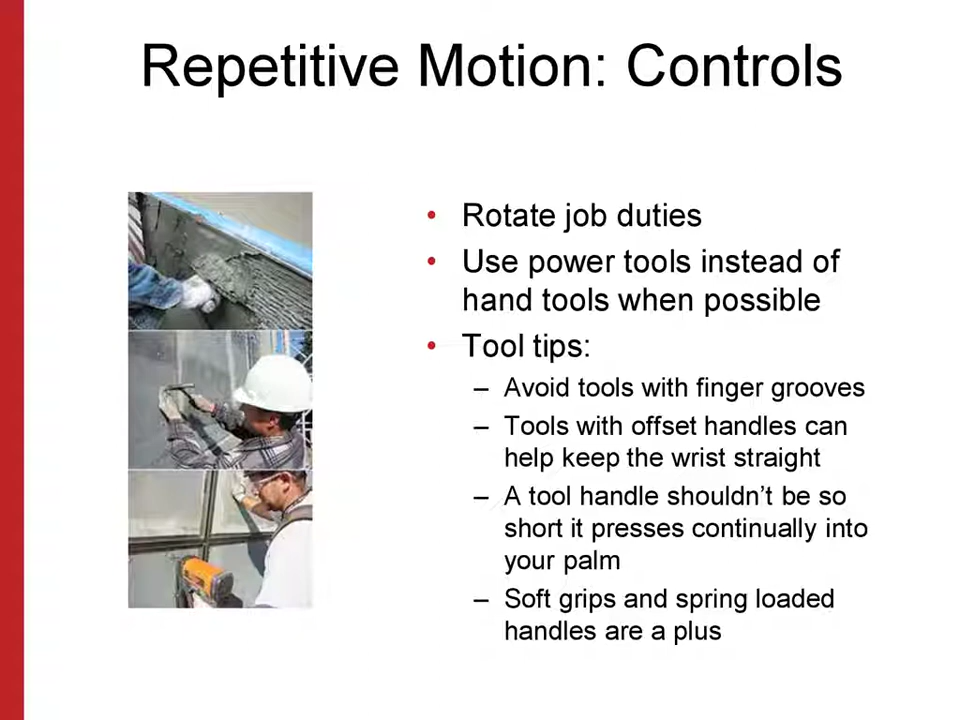 Repetitive Motion: Controls
• Rotate job duties
• Use power tools instead of
hand tools when possible
• Tool tips:
– Avoid tools with finger grooves
– Tools with offset handles can
help keep the wrist straight
– A tool handle shouldn't be so
short it presses continually into
your palm
– Soft grips and spring loaded
handles are a plus